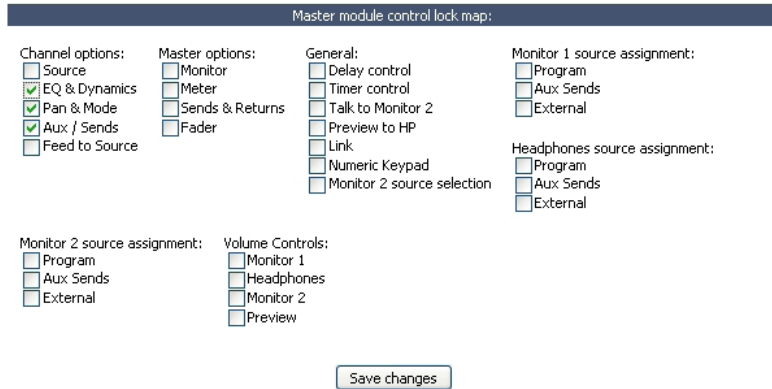 Master module control lock map:
Channel options:
Source
EQ & Dynamics
Pan & Mode
Aux / Sends
Feed to Source
Master options:
Monitor
Meter
Sends & Returns
Fader
General:
Delay control
Timer control
Talk to Monitor 2
Preview to HP
Link
Numeric Keypad
Monitor 2 source selection
Monitor 1 source assignment:
Program
Aux Sends
External
Headphones source assignment:
Program
Aux Sends
External
Monitor 2 source assignment:
Program
Aux Sends
External
Volume Controls:
Monitor 1
Headphones
Monitor 2
Preview
Save changes